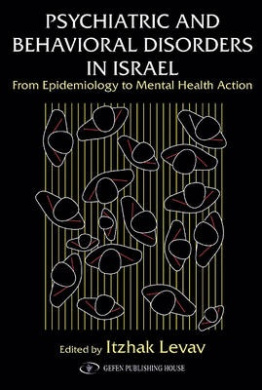 PSYCHIATRIC AND
BEHAVIORAL DISORDERS
IN ISRAEL
From Epidemiology to Mental Health Action
Edited by Itzhak Levav
GEFEN PUBLISHING HOUSE